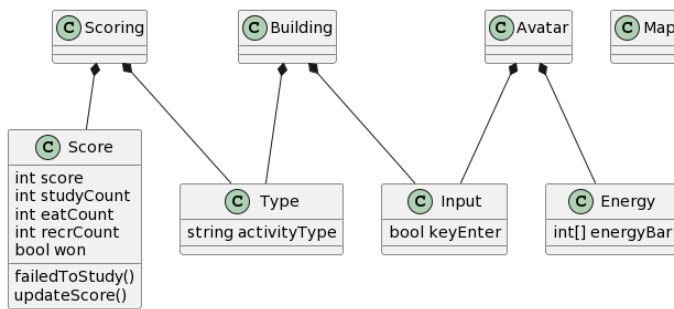 C Scoring
C Building
C Avatar
C Map
C Score
int score
int studyCount
int eatCount
int recrCount
bool won
failedToStudy()
updateScore()
C Type
string activityType
C Input
bool keyEnter
C Energy
int[] energyBar